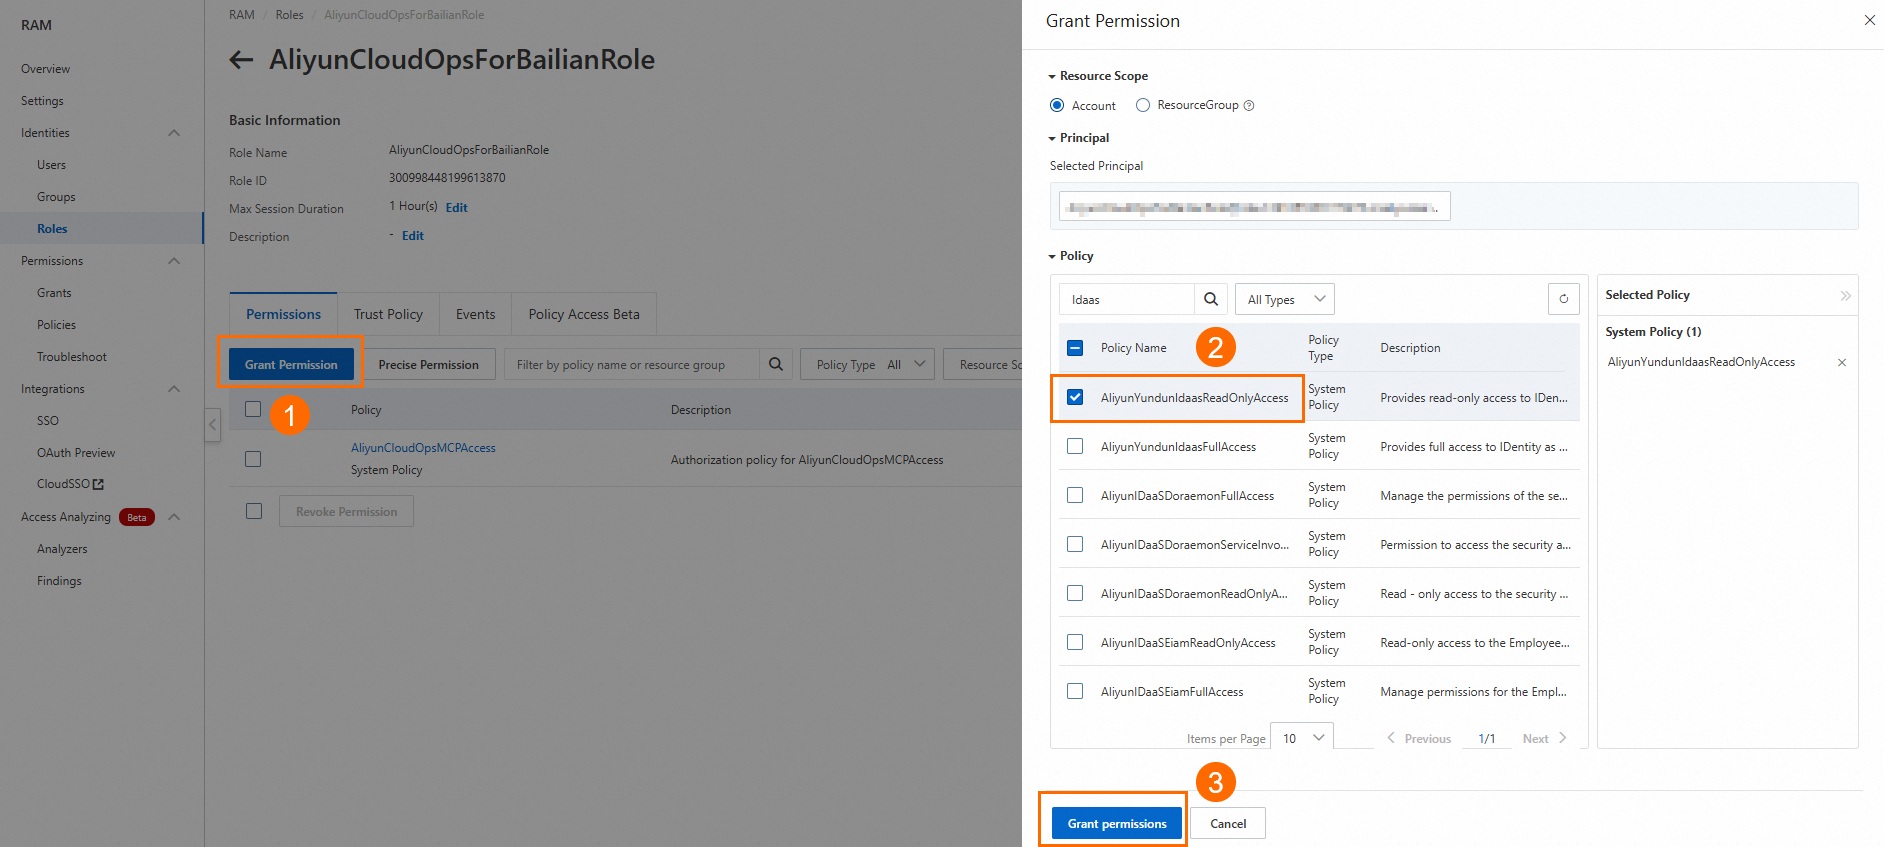 RAM
Overview
Settings
Identities
Users
Groups
Roles
Permissions
Grants
Policies
Troubleshoot
Integrations
SSO
OAuth Preview
CloudSSO
Access Analyzing Beta
Analyzers
Findings
RAM / Roles / AliyunCloudOpsForBailianRole
AliyunCloudOpsForBailianRole
Basic Information
Role Name AliyunCloudOpsForBailianRole
Role ID 300998448199613870
Max Session Duration 1 Hour(s) Edit
Description - Edit
Permissions Trust Policy Events Policy Access Beta
Grant Permission Precise Permission Filter by policy name or resource group Policy Type All Resource Sc
1
Policy Description
AliyunCloudOpsMCPAccess
System Policy
Authorization policy for AliyunCloudOpsMCPAccess
Revoke Permission
Grant Permission
Resource Scope
Account ResourceGroup
Principal
Selected Principal
Policy
Idaas All Types
Policy Name 2 Policy Type Description
AliyunYundunIdaasReadOnlyAccess System Policy Provides read-only access to IDen...
AliyunYundunIdaasFullAccess System Policy Provides full access to IDentity as ...
AliyunIDaaSDoraemonFullAccess System Policy Manage the permissions of the se...
AliyunIDaaSDoraemonServiceInvo... System Policy Permission to access the security a...
AliyunIDaaSDoraemonReadOnlyA... System Policy Read - only access to the security ...
AliyunIDaaSEiamReadOnlyAccess System Policy Read-only access to the Employee...
AliyunIDaaSEiamFullAccess System Policy Manage permissions for the Empl...
Items per Page 10 Previous 1/1 Next
Selected Policy
System Policy (1)
AliyunYundunIdaasReadOnlyAccess
3
Grant permissions Cancel